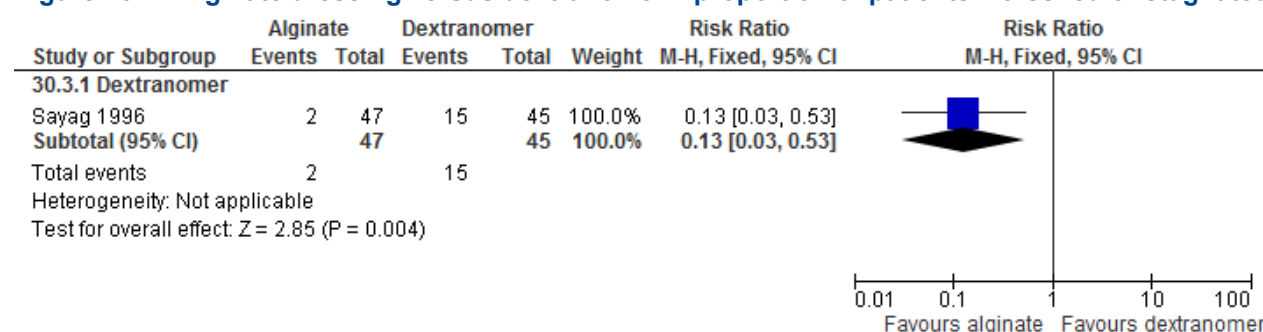 Alginate Dextranomer Risk Ratio Risk Ratio
Study or Subgroup Events Total Events Total Weight M-H, Fixed, 95% CI M-H, Fixed, 95% CI
30.3.1 Dextranomer
Sayag 1996 2 47 15 45 100.0% 0.13 [0.03, 0.53]
Subtotal (95% CI) 47 45 100.0% 0.13 [0.03, 0.53]
Total events 2 15
Heterogeneity: Not applicable
Test for overall effect: Z = 2.85 (P = 0.004)
0.01 0.1 1 10 100
Favours alginate Favours dextranomer